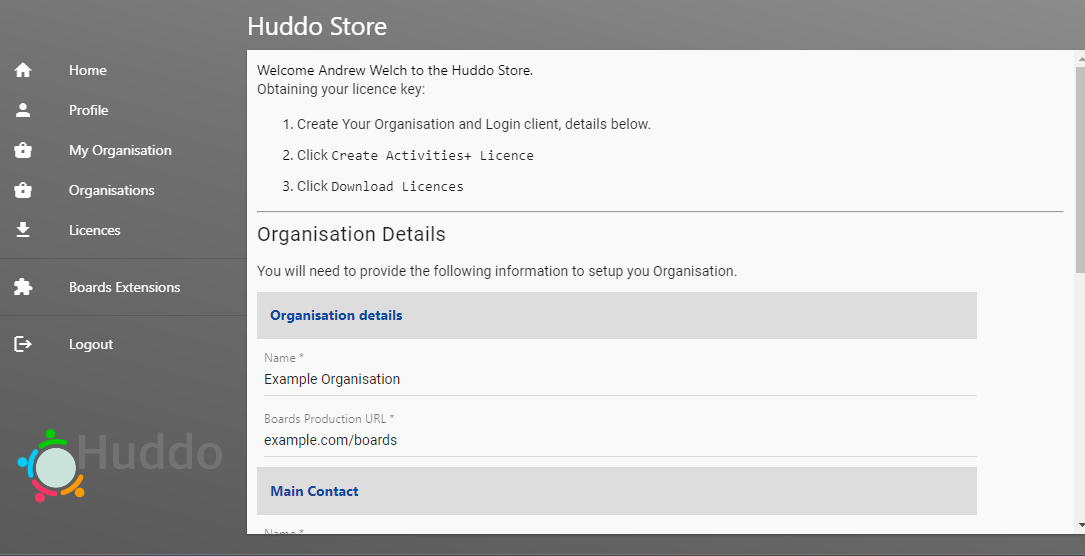 Huddo Store
Home
Profile
My Organisation
Organisations
Licences
Boards Extensions
Logout
Huddo
Welcome Andrew Welch to the Huddo Store.
Obtaining your licence key:
1. Create Your Organisation and Login client, details below.
2. Click Create Activities+ Licence
3. Click Download Licences
Organisation Details
You will need to provide the following information to setup you Organisation.
Organisation details
Name *
Example Organisation
Boards Production URL *
example.com/boards
Main Contact
Name *